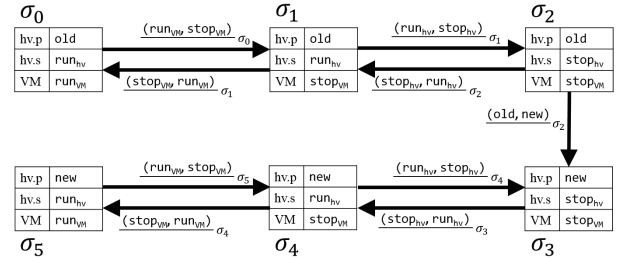 σ0 σ1 σ2
hv.p old
hv.s runhv
VM runVM
(runVM, stopVM) σ0
(stopVM, runVM) σ1
hv.p old
hv.s runhv
VM stopVM
(runhv, stophv) σ1
(stophv, runhv) σ2
hv.p old
hv.s stophv
VM stopVM
(old, new) σ2
hv.p new
hv.s runhv
VM runVM
(runVM, stopVM) σ5
(stopVM, runVM) σ4
hv.p new
hv.s runhv
VM stopVM
(runhv, stophv) σ4
(stophv, runhv) σ3
hv.p new
hv.s stophv
VM stopVM
σ5 σ4 σ3